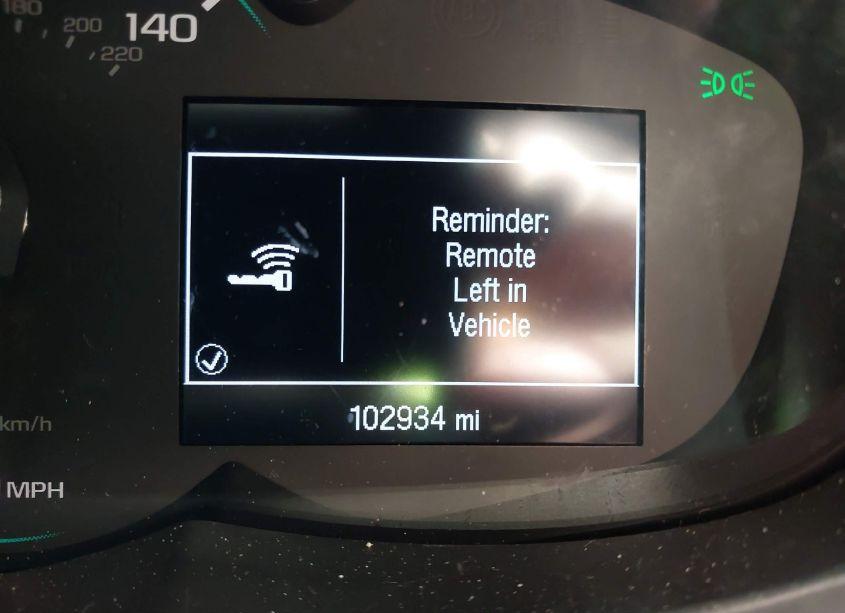 180
200
140
220
Reminder:
Remote
Left in
Vehicle
102934 mi
km/h
MPH